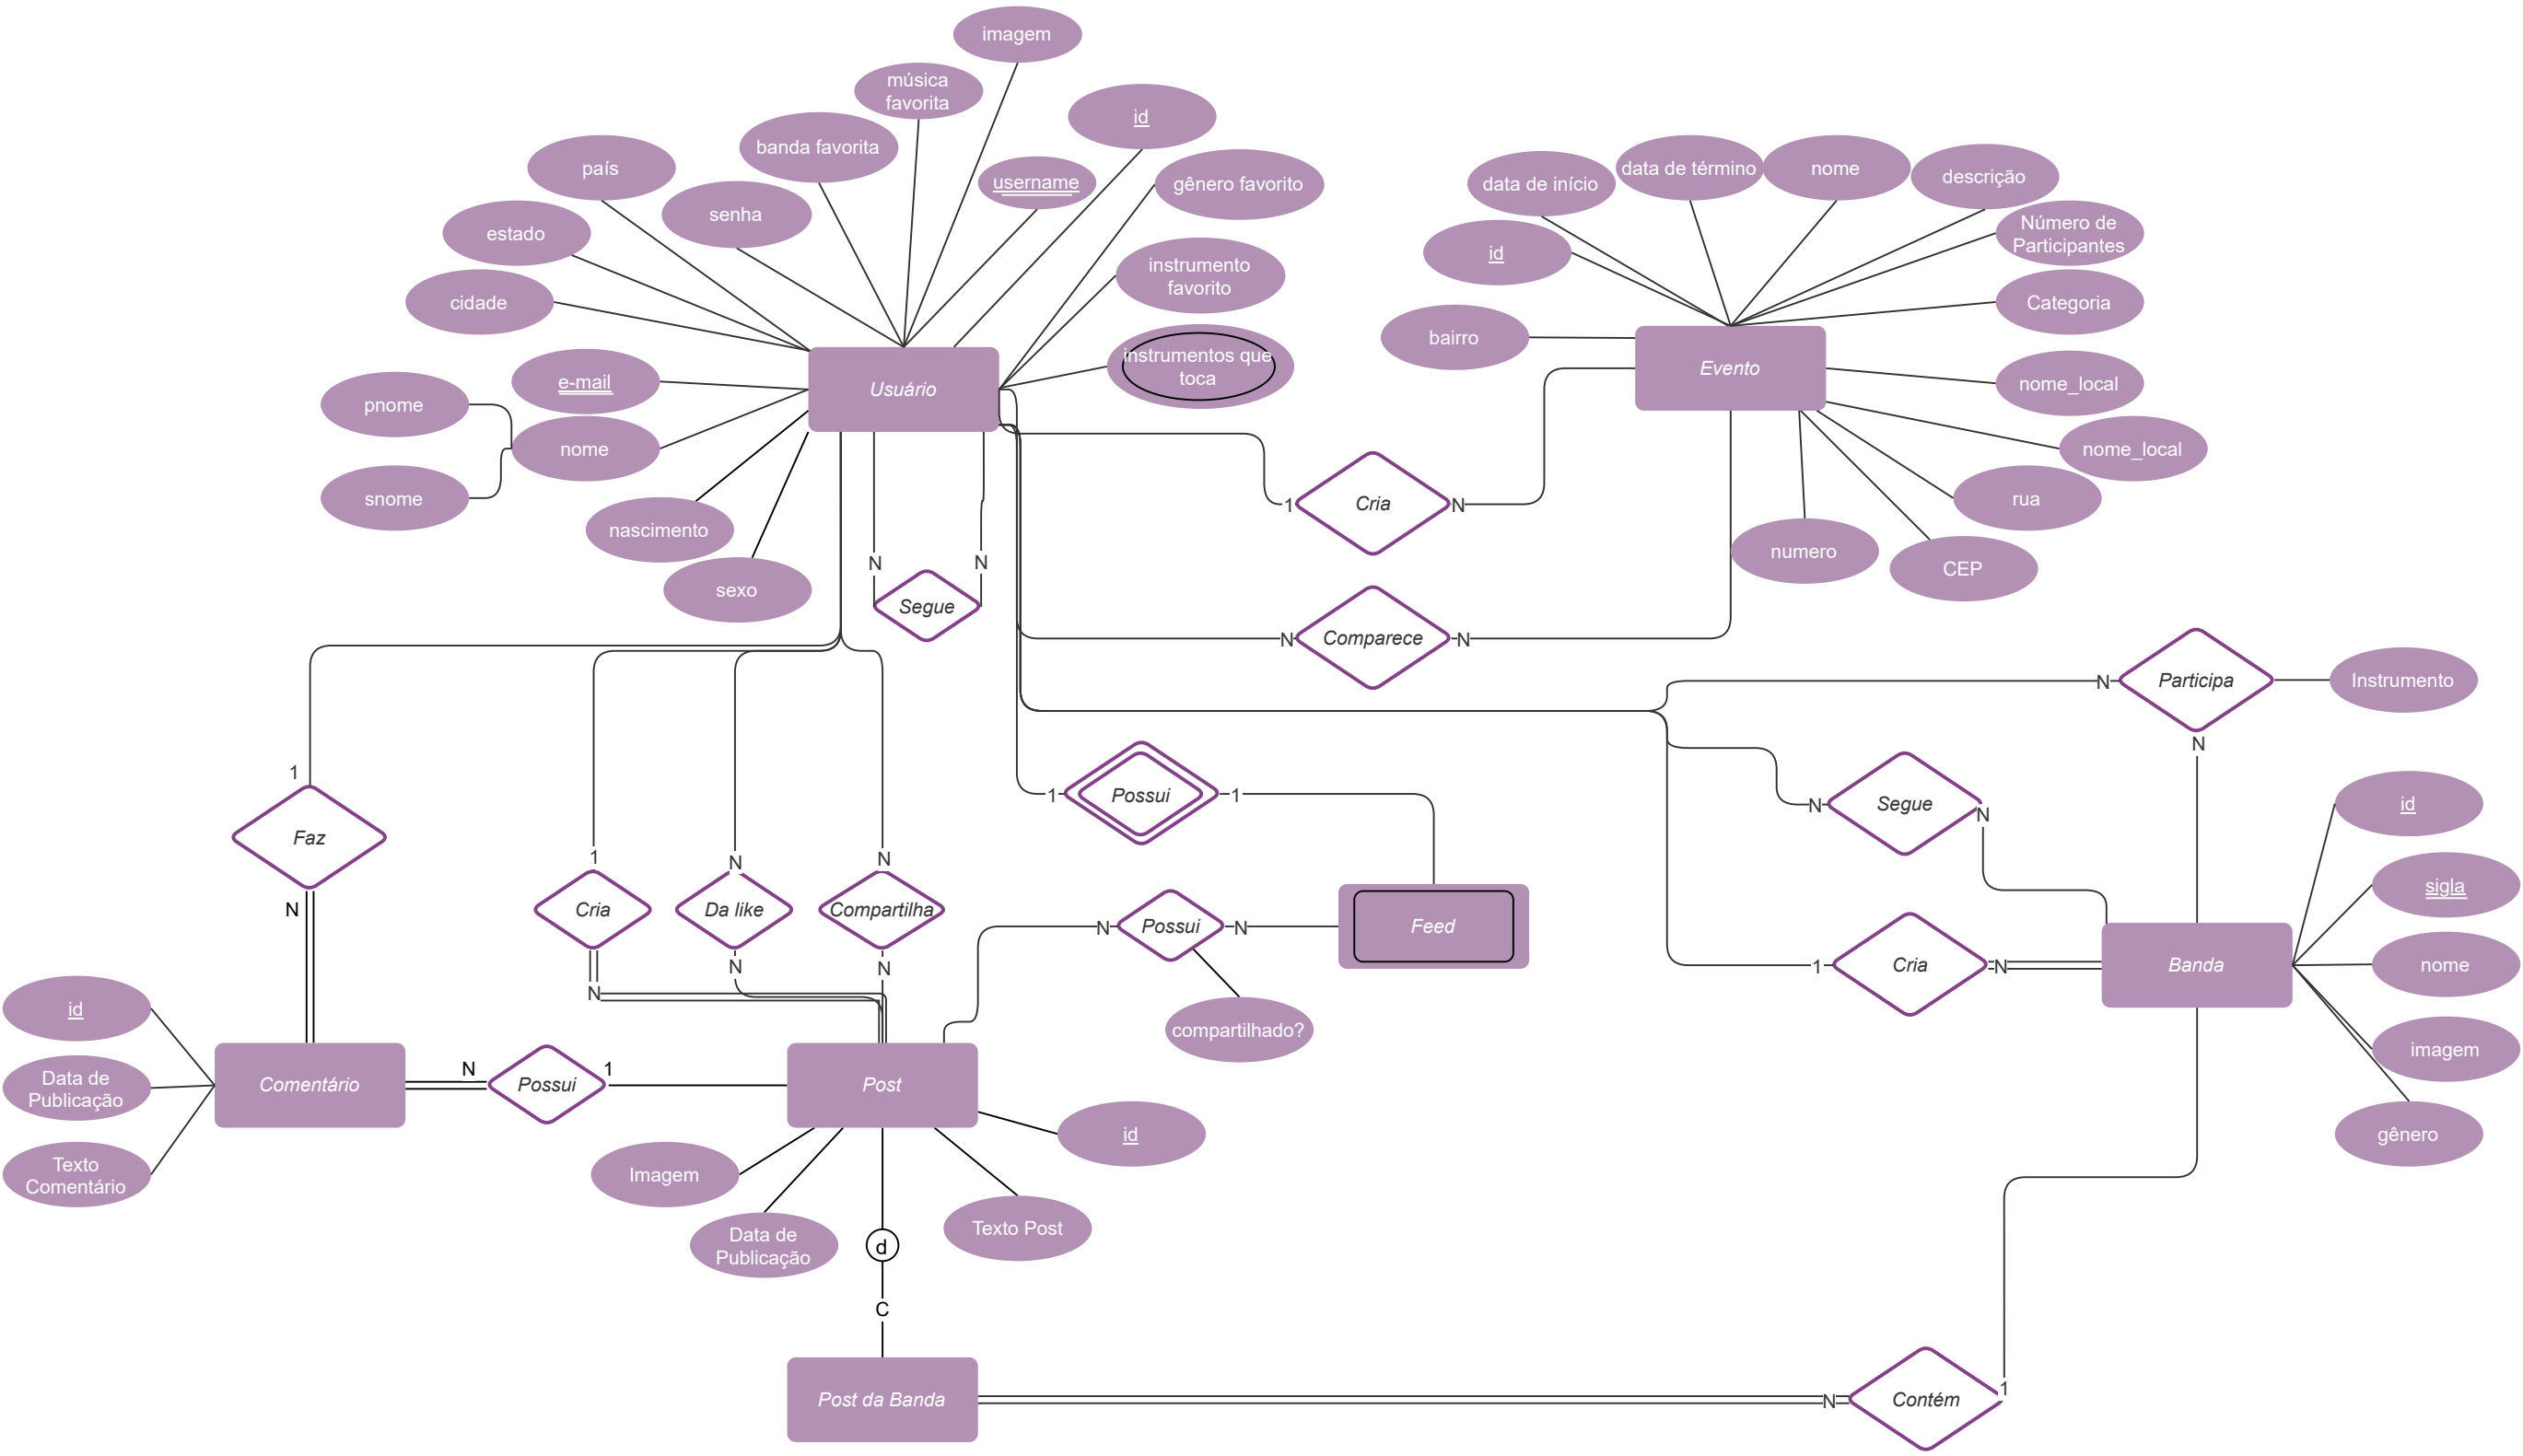 imagem
música
favorita
id
banda favorita
username
país
gênero favorito
senha
estado
instrumento
favorito
cidade
instrumentos que
toca
e-mail
Usuário
pnome
nome
snome
nascimento
sexo
data de início
data de término
nome
descrição
Número de
Participantes
id
Categoria
bairro
Evento
nome_local
nome_local
rua
numero
CEP
1
Cria
N
N
N
Segue
N
Comparece
N
N
Participa
Instrumento
N
1
Faz
N
1
Possui
1
N
Segue
N
id
sigla
1
N
N
Cria
Da like
Compartilha
N
N
N
N
Possui
N
Feed
compartilhado?
1
Cria
N
Banda
nome
imagem
gênero
id
Data de
Publicação
Texto
Comentário
Comentário
N
Possui
1
Post
id
Imagem
Data de
Publicação
Texto Post
d
C
Post da Banda
N
Contém
1